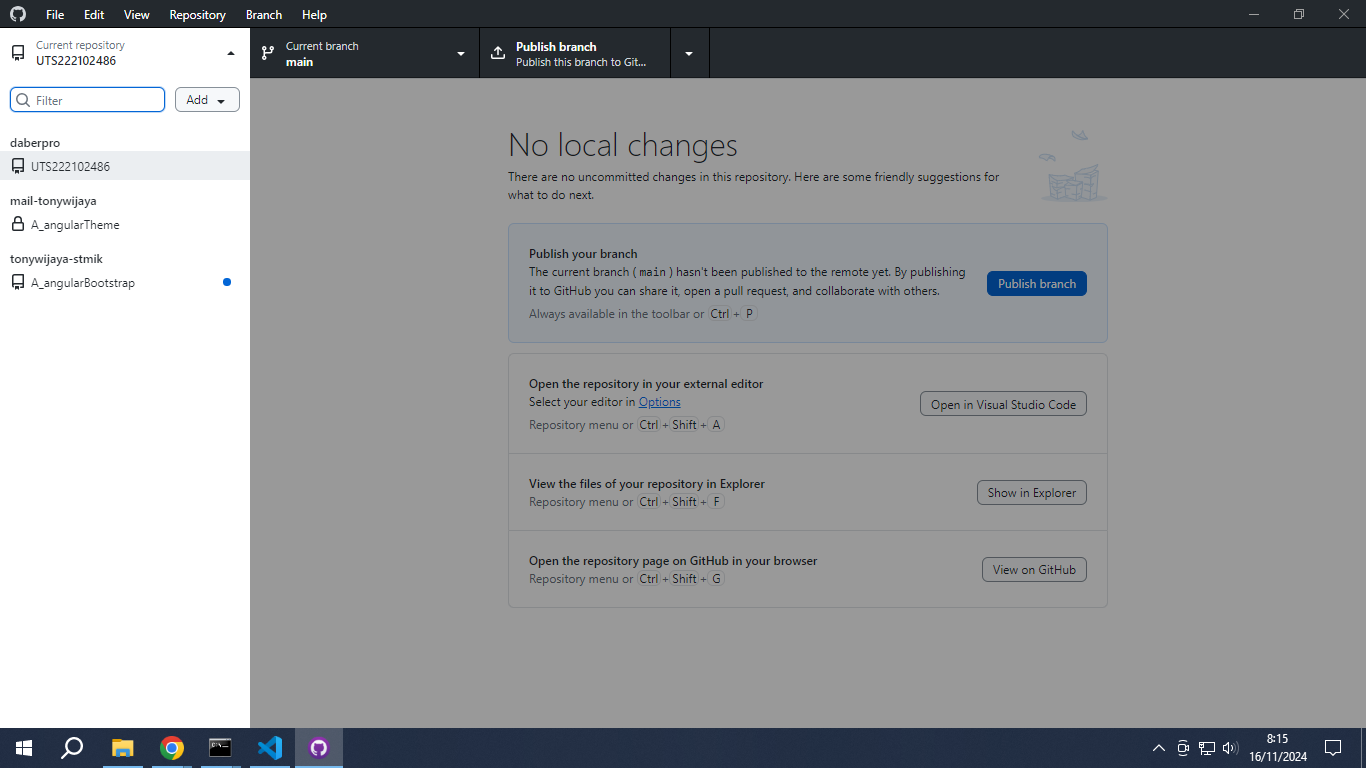 File Edit View Repository Branch Help
Current repository
UTS222102486
Current branch
main
Publish branch
Publish this branch to Git...
Filter
Add
daberpro
UTS222102486
mail-tonywijaya
A_angularTheme
tonywijaya-stmik
A_angularBootstrap
No local changes
There are no uncommitted changes in this repository. Here are some friendly suggestions for
what to do next.
Publish your branch
The current branch ( main ) hasn't been published to the remote yet. By publishing
it to GitHub you can share it, open a pull request, and collaborate with others.
Always available in the toolbar or Ctrl + P
Publish branch
Open the repository in your external editor
Select your editor in Options
Repository menu or Ctrl + Shift + A
Open in Visual Studio Code
View the files of your repository in Explorer
Repository menu or Ctrl + Shift + F
Show in Explorer
Open the repository page on GitHub in your browser
Repository menu or Ctrl + Shift + G
View on GitHub
8:15
16/11/2024